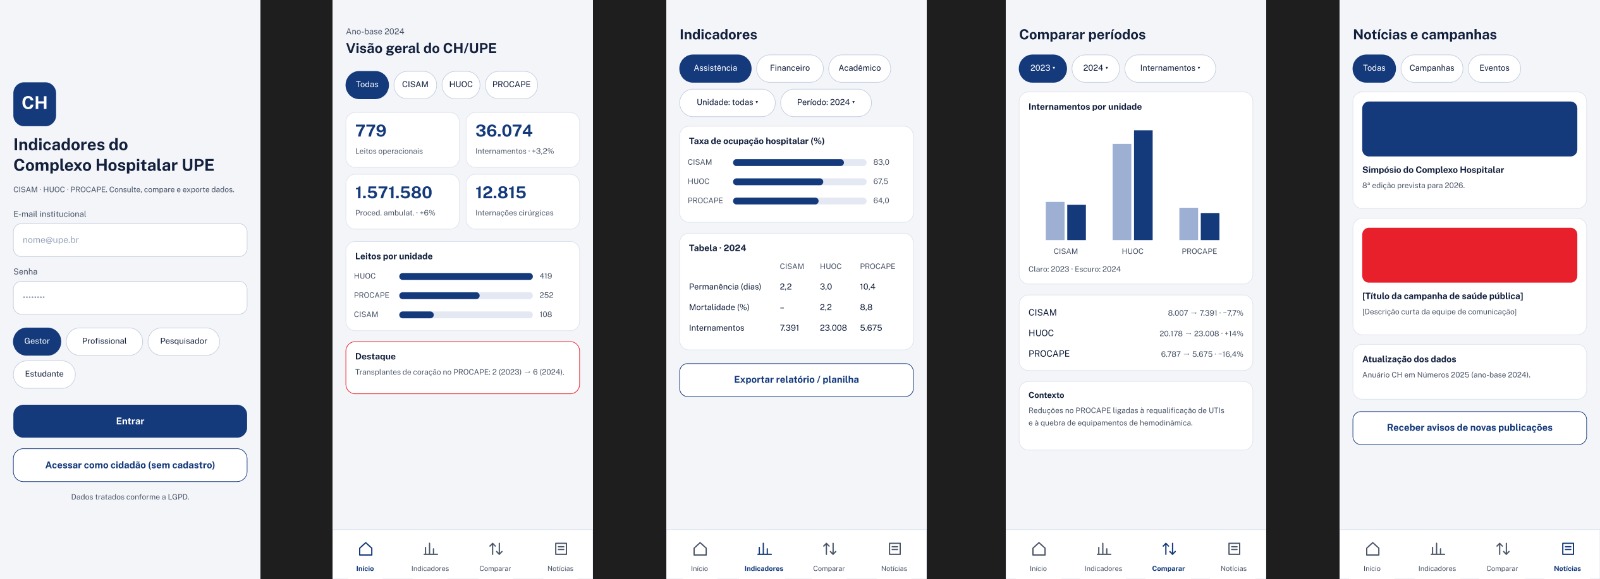 CH
Indicadores do
Complexo Hospitalar UPE
CISAM · HUOC · PROCAPE. Consulte, compare e exporte dados.
E-mail institucional
nome@upe.br
Senha
········
Gestor
Profissional
Pesquisador
Estudante
Entrar
Acessar como cidadão (sem cadastro)
Dados tratados conforme a LGPD.
Ano-base 2024
Visão geral do CH/UPE
Todas
CISAM
HUOC
PROCAPE
779
Leitos operacionais
36.074
Internamentos · +3,2%
1.571.580
Proced. ambulat. · +6%
12.815
Internações cirúrgicas
Leitos por unidade
HUOC 419
PROCAPE 252
CISAM 108
Destaque
Transplantes de coração no PROCAPE: 2 (2023) → 6 (2024).
Início
Indicadores
Comparar
Notícias
Indicadores
Assistência
Financeiro
Acadêmico
Unidade: todas ▾
Período: 2024 ▾
Taxa de ocupação hospitalar (%)
CISAM 83,0
HUOC 67,5
PROCAPE 64,0
Tabela · 2024
CISAM HUOC PROCAPE
Permanência (dias) 2,2 3,0 10,4
Mortalidade (%) – 2,2 8,8
Internamentos 7.391 23.008 5.675
Exportar relatório / planilha
Início
Indicadores
Comparar
Notícias
Comparar períodos
2023 ▾
2024 ▾
Internamentos ▾
Internamentos por unidade
CISAM
HUOC
PROCAPE
Claro: 2023 · Escuro: 2024
CISAM 8.007 → 7.391 · −7,7%
HUOC 20.178 → 23.008 · +14%
PROCAPE 6.787 → 5.675 · −16,4%
Contexto
Reduções no PROCAPE ligadas à requalificação de UTIs
e à quebra de equipamentos de hemodinâmica.
Início
Indicadores
Comparar
Notícias
Notícias e campanhas
Todas
Campanhas
Eventos
Simpósio do Complexo Hospitalar
8ª edição prevista para 2026.
[Título da campanha de saúde pública]
[Descrição curta da equipe de comunicação]
Atualização dos dados
Anuário CH em Números 2025 (ano-base 2024).
Receber avisos de novas publicações
Início
Indicadores
Comparar
Notícias